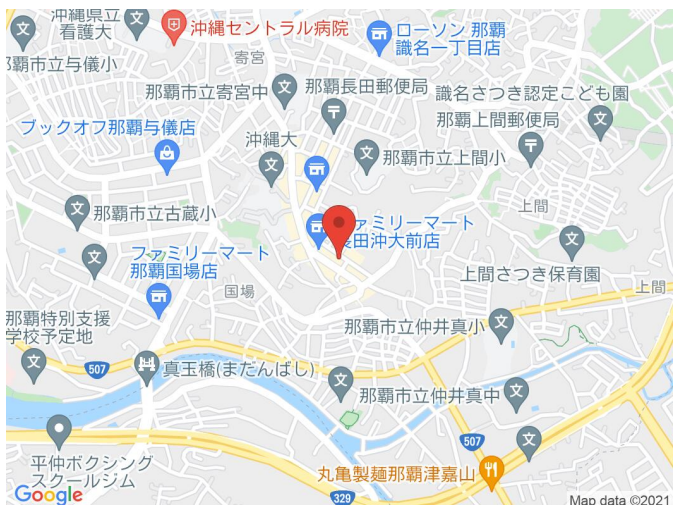 沖縄県立
看護大
沖縄セントラル病院
ローソン 那覇
識名一丁目店
那覇市立与儀小
寄宮
那覇市立寄宮中
那覇長田郵便局
識名さつき認定こども園
那覇上間郵便局
ブックオフ那覇与儀店
沖縄大
那覇市立上間小
上間
那覇市立古蔵小
ファミリーマート
長田沖大前店
ファミリーマート
那覇国場店
国場
上間さつき保育園
上間
那覇特別支援
学校予定地
那覇市立仲井真小
507
真玉橋(まだんばし)
那覇市立仲井真中
507
平仲ボクシング
スクールジム
丸亀製麺那覇津嘉山
329
Google
Map data ©2021